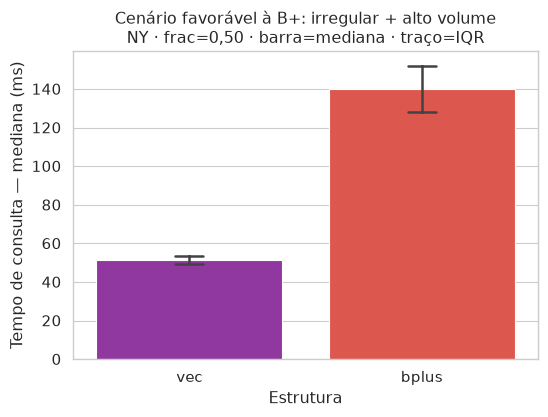 Cenário favorável à B+: irregular + alto volume
NY · frac=0,50 · barra=mediana · traço=IQR
Tempo de consulta — mediana (ms)
140
120
100
80
60
40
20
0
vec
bplus
Estrutura